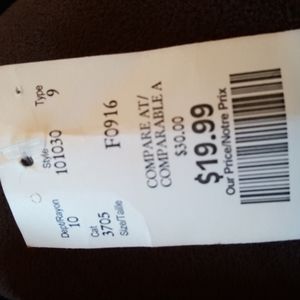 Dept/Rayon Style Type
10 101030 9
Cat
3705 F0916
Size/Taille
COMPARE AT/
COMPARABLE A
$30.00
$19.99
Our Price/Notre Prix